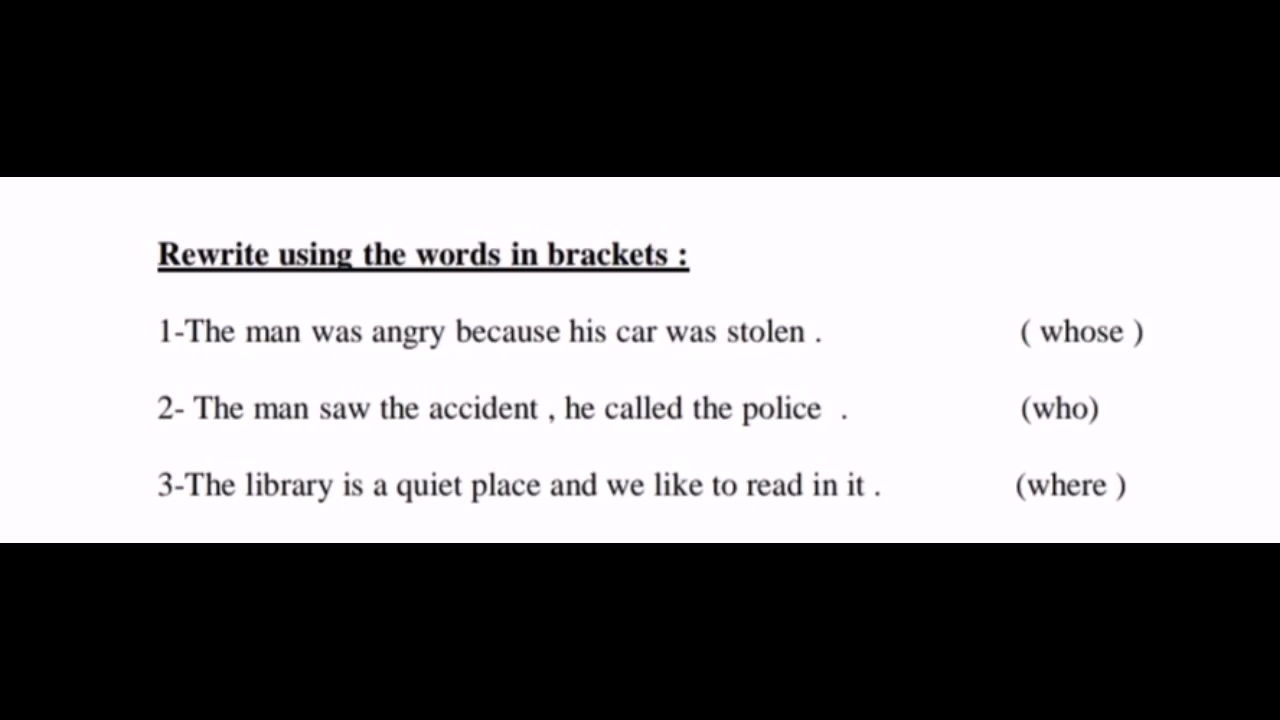 Rewrite using the words in brackets :
1-The man was angry because his car was stolen . ( whose )
2- The man saw the accident , he called the police . (who)
3-The library is a quiet place and we like to read in it . (where )